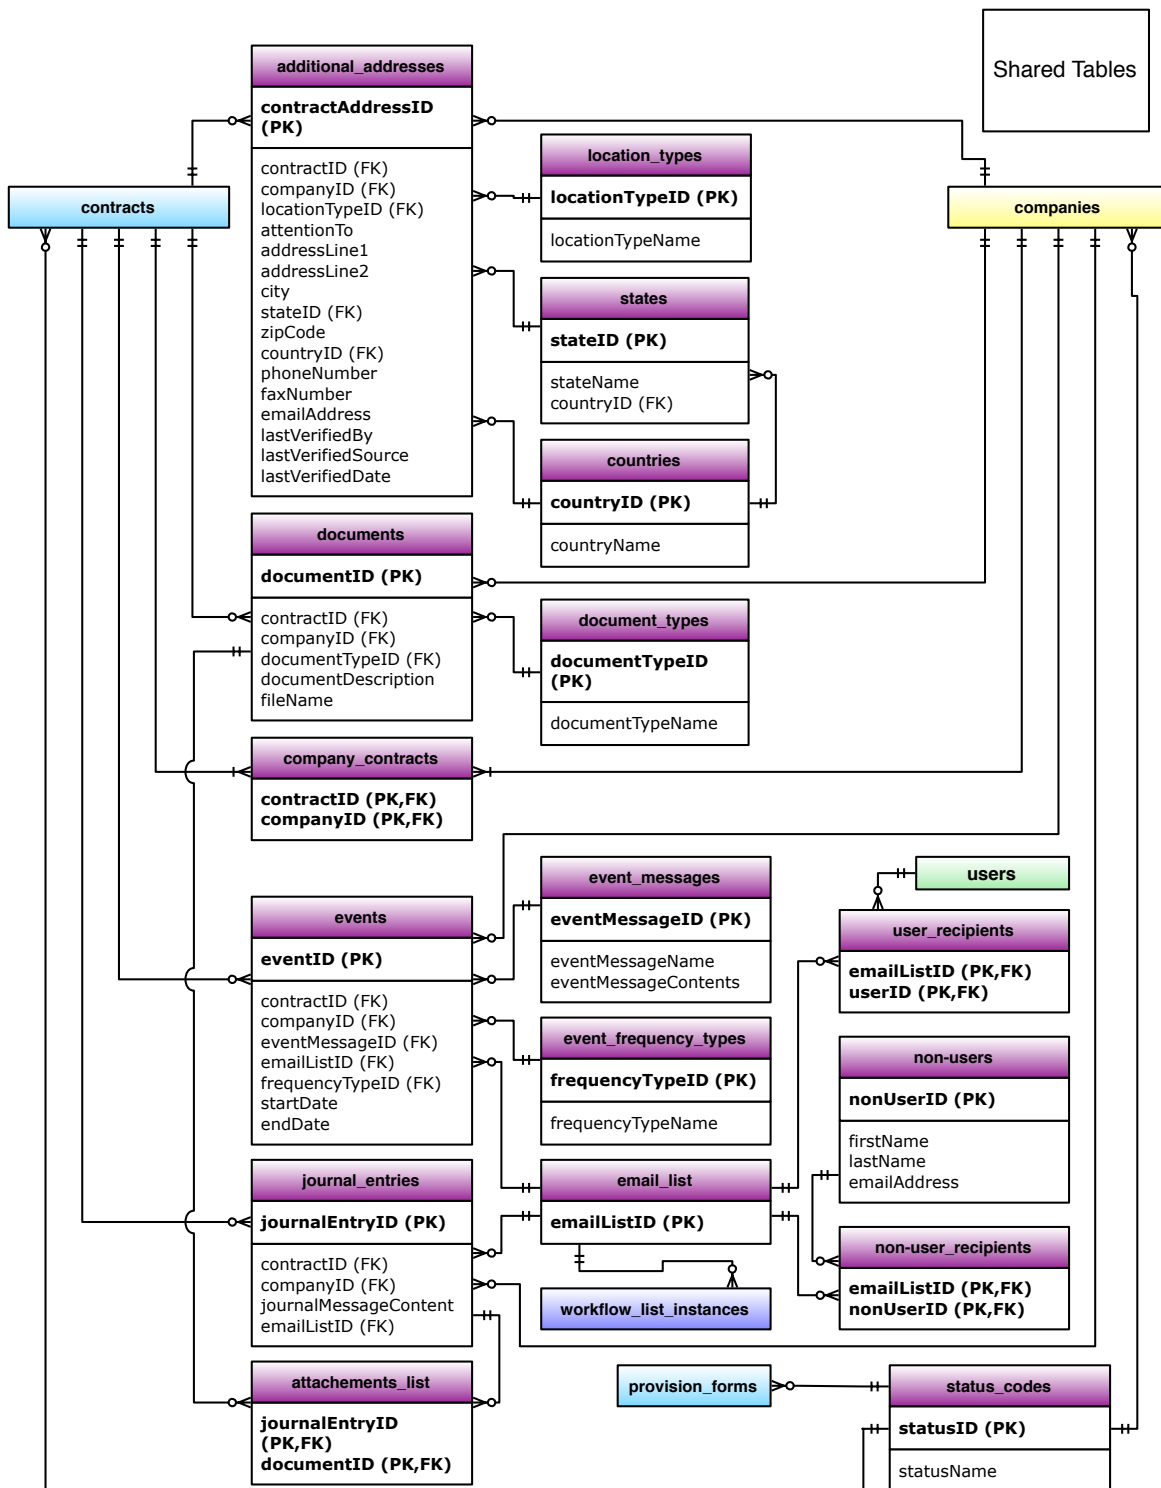 Shared Tables
additional_addresses
contractAddressID
(PK)
contractID (FK)
companyID (FK)
locationTypeID (FK)
attentionTo
addressLine1
addressLine2
city
stateID (FK)
zipCode
countryID (FK)
phoneNumber
faxNumber
emailAddress
lastVerifiedBy
lastVerifiedSource
lastVerifiedDate
location_types
locationTypeID (PK)
locationTypeName
contracts
companies
states
stateID (PK)
stateName
countryID (FK)
countries
countryID (PK)
countryName
documents
documentID (PK)
contractID (FK)
companyID (FK)
documentTypeID (FK)
documentDescription
fileName
document_types
documentTypeID
(PK)
documentTypeName
company_contracts
contractID (PK,FK)
companyID (PK,FK)
events
eventID (PK)
contractID (FK)
companyID (FK)
eventMessageID (FK)
emailListID (FK)
frequencyTypeID (FK)
startDate
endDate
event_messages
eventMessageID (PK)
eventMessageName
eventMessageContents
users
user_recipients
emailListID (PK,FK)
userID (PK,FK)
event_frequency_types
frequencyTypeID (PK)
frequencyTypeName
non-users
nonUserID (PK)
firstName
lastName
emailAddress
journal_entries
journalEntryID (PK)
contractID (FK)
companyID (FK)
journalMessageContent
emailListID (FK)
email_list
emailListID (PK)
non-user_recipients
emailListID (PK,FK)
nonUserID (PK,FK)
workflow_list_instances
attachements_list
journalEntryID
(PK,FK)
documentID (PK,FK)
provision_forms
status_codes
statusID (PK)
statusName